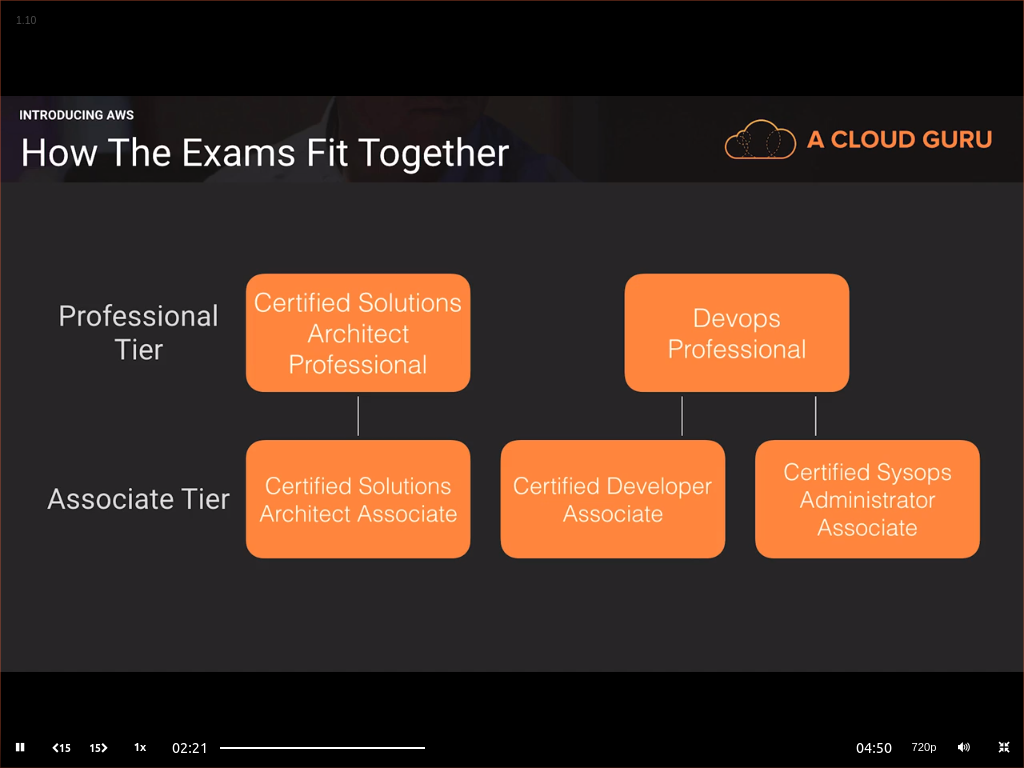 1.10
INTRODUCING AWS
How The Exams Fit Together
A CLOUD GURU
Professional
Tier
Certified Solutions
Architect
Professional
Devops
Professional
Associate Tier
Certified Solutions
Architect Associate
Certified Developer
Associate
Certified Sysops
Administrator
Associate
15 15 1x 02:21 04:50 720p